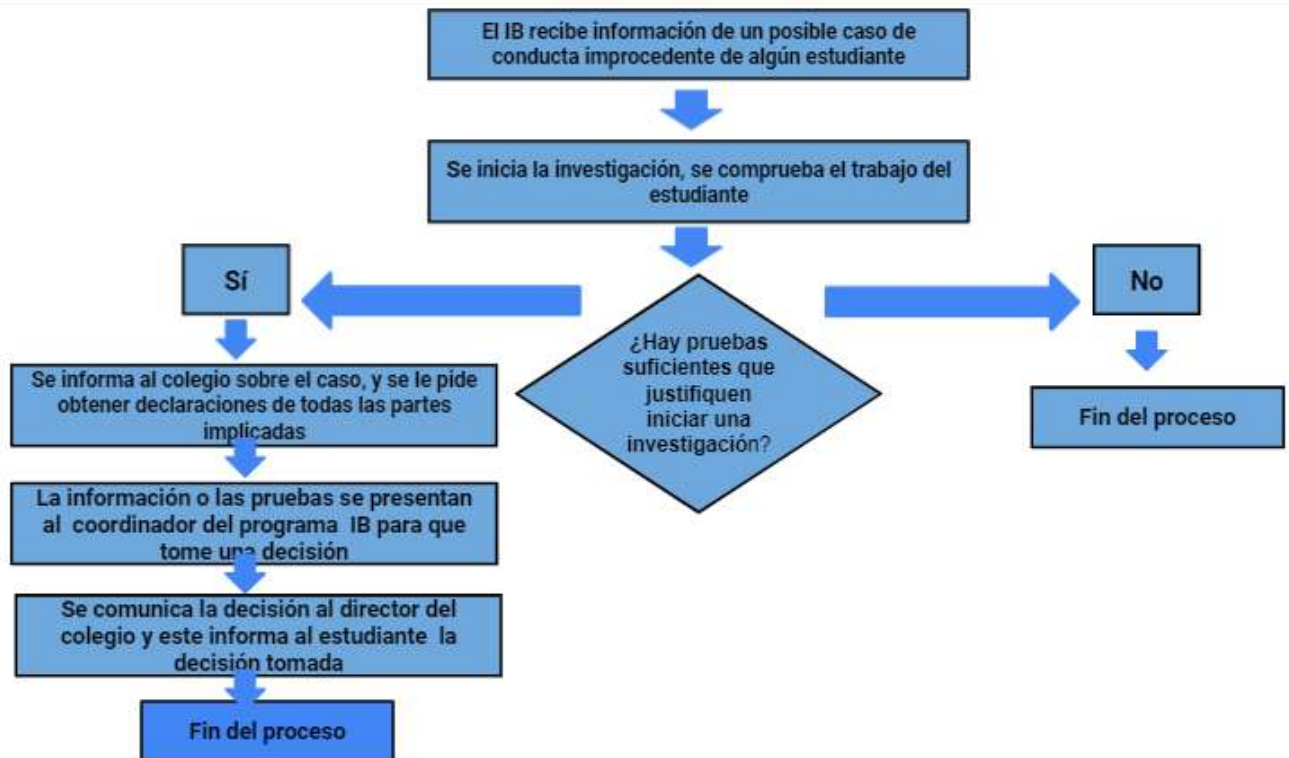 El IB recibe información de un posible caso de
conducta improcedente de algún estudiante
Se inicia la investigación, se comprueba el trabajo del
estudiante
Sí
No
¿Hay pruebas
suficientes que
justifiquen
iniciar una
investigación?
Se informa al colegio sobre el caso, y se le pide
obtener declaraciones de todas las partes
implicadas
Fin del proceso
La información o las pruebas se presentan
al coordinador del programa IB para que
tome una decisión
Se comunica la decisión al director del
colegio y este informa al estudiante la
decisión tomada
Fin del proceso